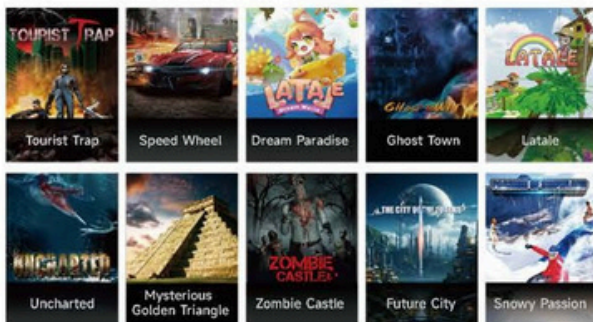 TOURIST TRAP
LATALE
LATALE
Tourist Trap
Speed Wheel
Dream Paradise
Ghost Town
Latale
UNCHARTED
ZOMBIE
CASTLE
THE CITY OF THE FUTURE
Uncharted
Mysterious
Golden Triangle
Zombie Castle
Future City
Snowy Passion